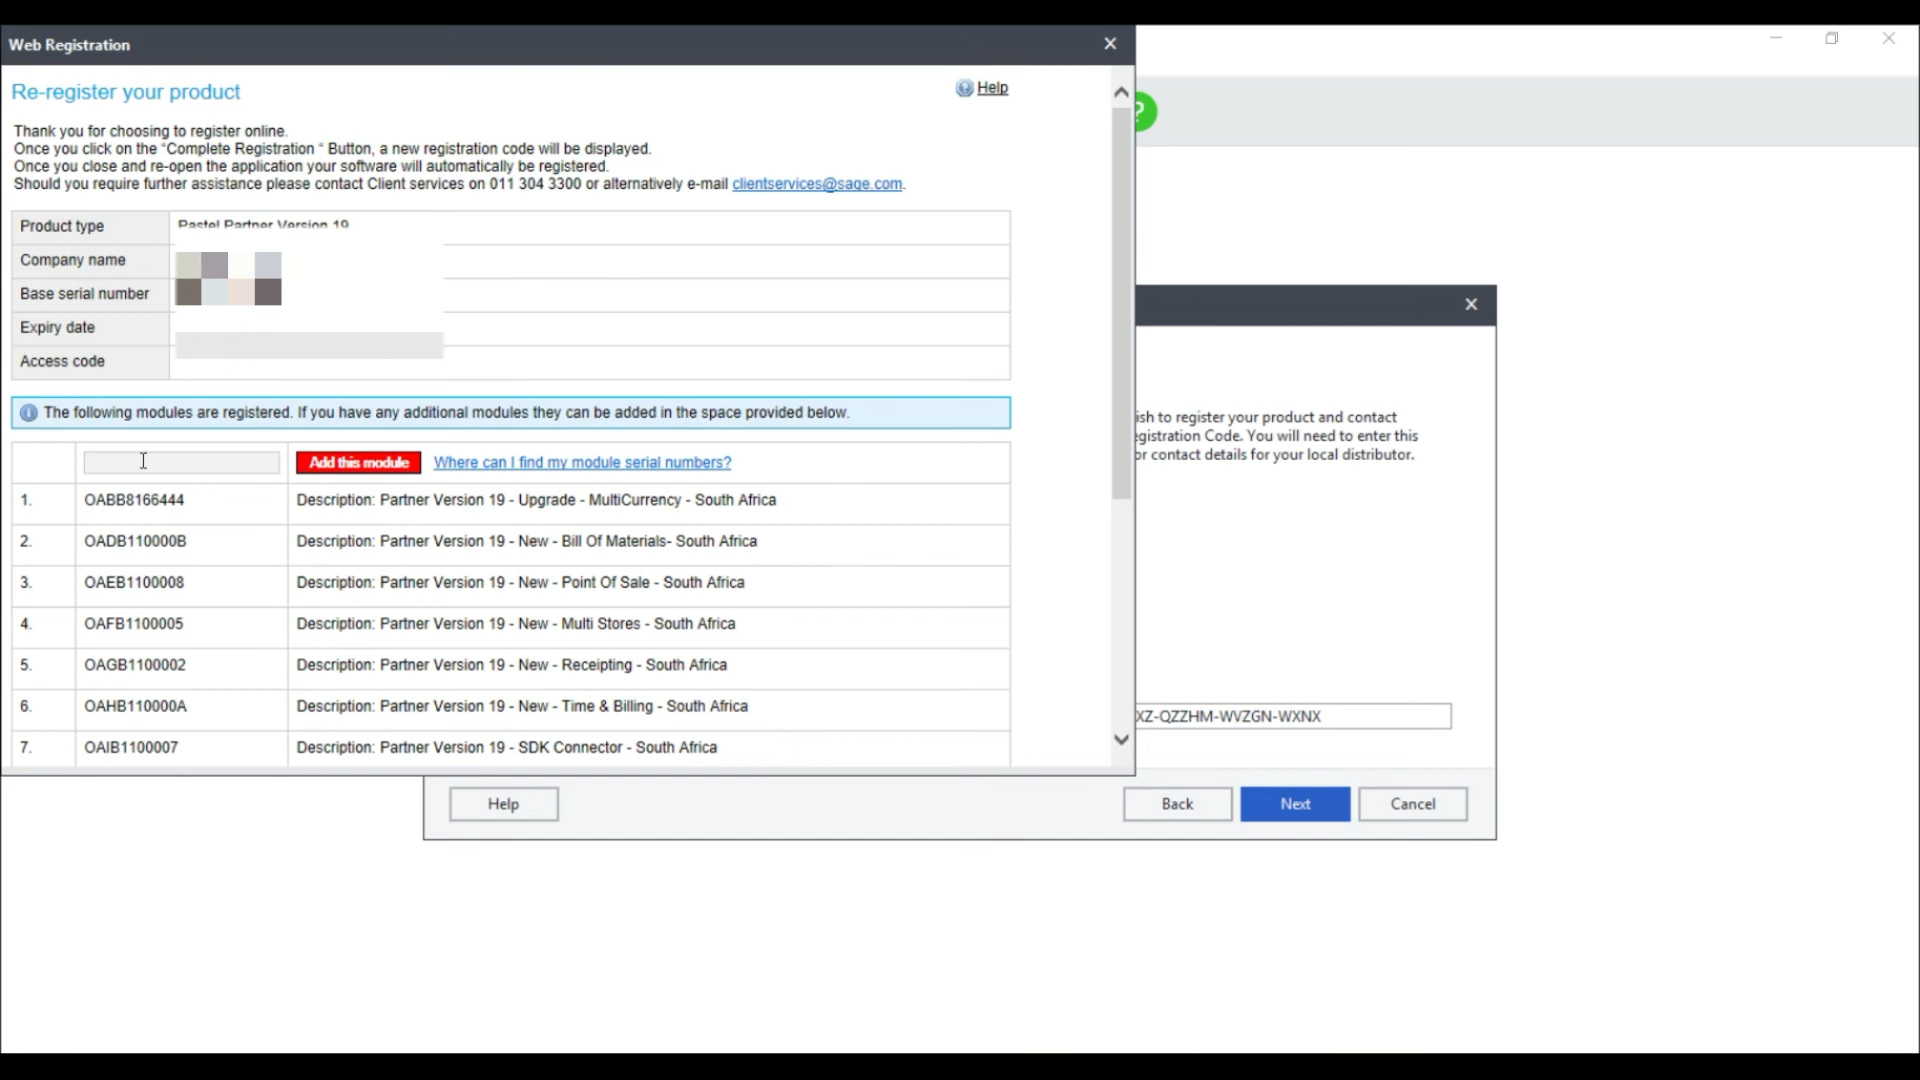 Web Registration
Re-register your product
Help
Thank you for choosing to register online.
Once you click on the "Complete Registration " Button, a new registration code will be displayed.
Once you close and re-open the application your software will automatically be registered.
Should you require further assistance please contact Client services on 011 304 3300 or alternatively e-mail clientservices@sage.com.
Product type Pastel Partner Version 19
Company name
Base serial number
Expiry date
Access code
The following modules are registered. If you have any additional modules they can be added in the space provided below.
Add this module Where can I find my module serial numbers?
1. OABB8166444 Description: Partner Version 19 - Upgrade - MultiCurrency - South Africa
2. OADB110000B Description: Partner Version 19 - New - Bill Of Materials- South Africa
3. OAEB1100008 Description: Partner Version 19 - New - Point Of Sale - South Africa
4. OAFB1100005 Description: Partner Version 19 - New - Multi Stores - South Africa
5. OAGB1100002 Description: Partner Version 19 - New - Receipting - South Africa
6. OAHB110000A Description: Partner Version 19 - New - Time & Billing - South Africa
7. OAIB1100007 Description: Partner Version 19 - SDK Connector - South Africa
?
ish to register your product and contact
egistration Code. You will need to enter this
or contact details for your local distributor.
XZ-QZZHM-WVZGN-WXNX
Help Back Next Cancel